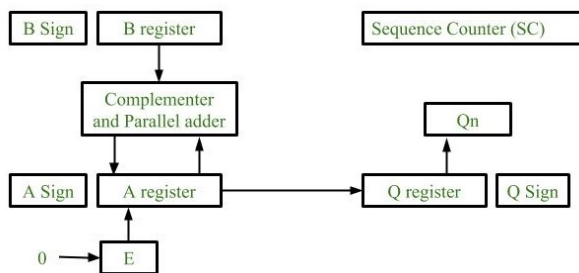 B Sign
B register
Sequence Counter (SC)
Complementer
and Parallel adder
Qn
A Sign
A register
Q register
Q Sign
0
E